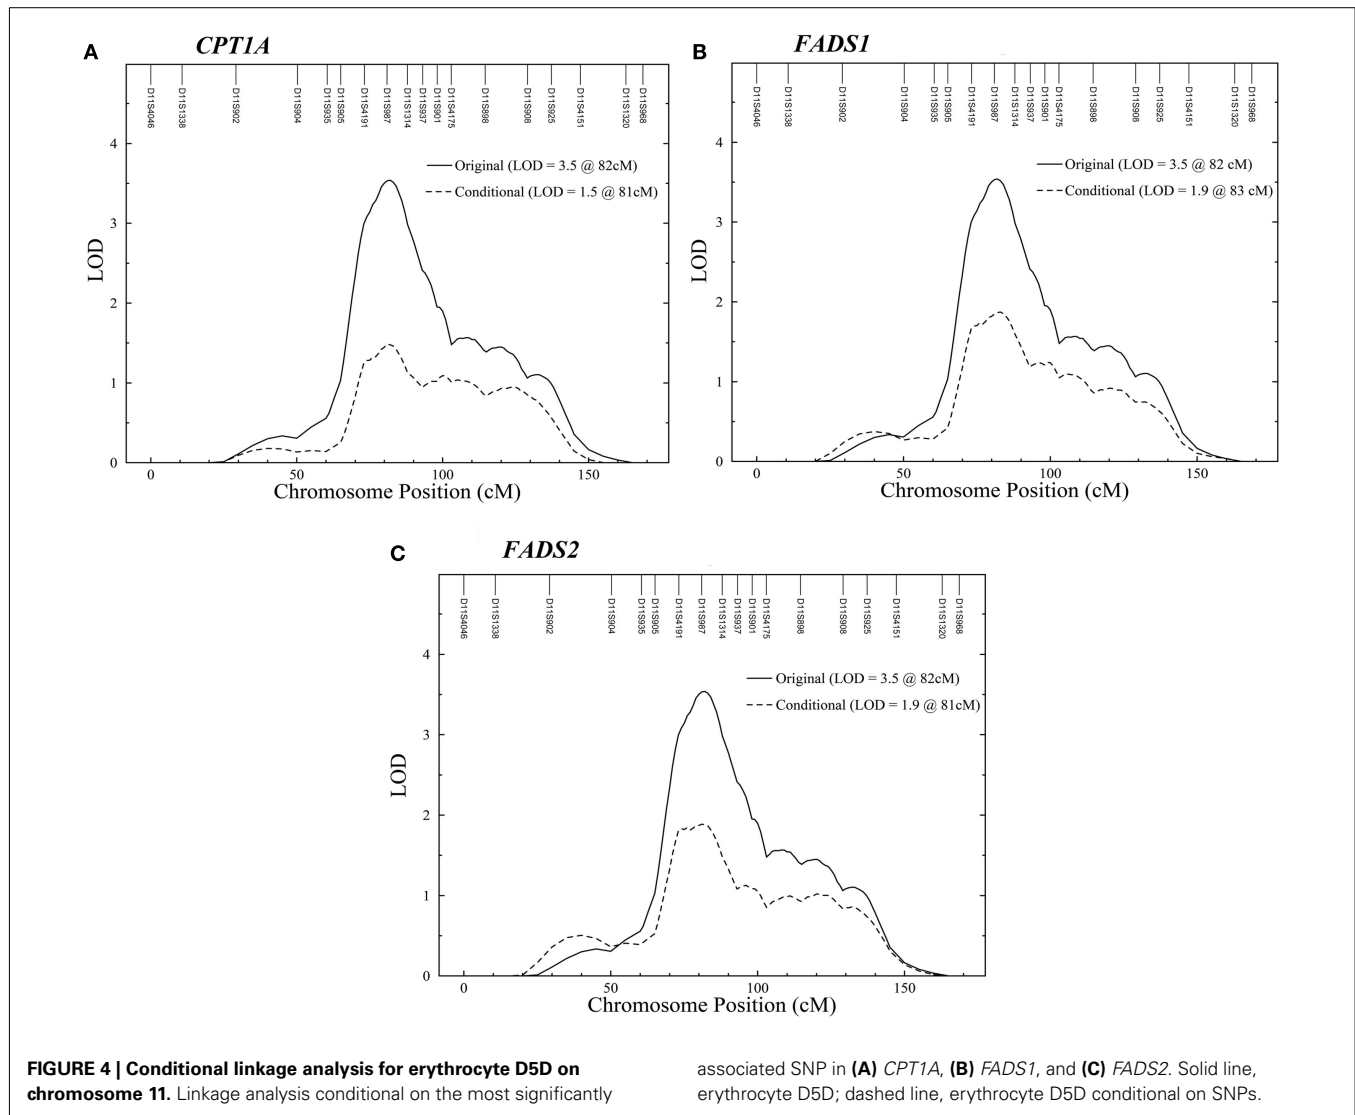 A CPT1A
D11S4046 D11S1338 D11S902 D11S904 D11S935 D11S905 D11S4191 D11S987 D11S1314 D11S937 D11S901 D11S4175 D11S898 D11S908 D11S925 D11S4151 D11S1320 D11S968
4
Original (LOD = 3.5 @ 82cM)
Conditional (LOD = 1.5 @ 81cM)
3
LOD
2
1
0
0 50 100 150
Chromosome Position (cM)
B FADS1
D11S4046 D11S1338 D11S902 D11S904 D11S935 D11S905 D11S4191 D11S987 D11S1314 D11S937 D11S901 D11S4175 D11S898 D11S908 D11S925 D11S4151 D11S1320 D11S968
4
Original (LOD = 3.5 @ 82 cM)
Conditional (LOD = 1.9 @ 83 cM)
3
LOD
2
1
0
0 50 100 150
Chromosome Position (cM)
C FADS2
D11S4046 D11S1338 D11S902 D11S904 D11S935 D11S905 D11S4191 D11S987 D11S1314 D11S937 D11S901 D11S4175 D11S898 D11S908 D11S925 D11S4151 D11S1320 D11S968
4
Original (LOD = 3.5 @ 82cM)
Conditional (LOD = 1.9 @ 81cM)
3
LOD
2
1
0
0 50 100 150
Chromosome Position (cM)
FIGURE 4 | Conditional linkage analysis for erythrocyte D5D on
chromosome 11. Linkage analysis conditional on the most significantly
associated SNP in (A) CPT1A, (B) FADS1, and (C) FADS2. Solid line,
erythrocyte D5D; dashed line, erythrocyte D5D conditional on SNPs.